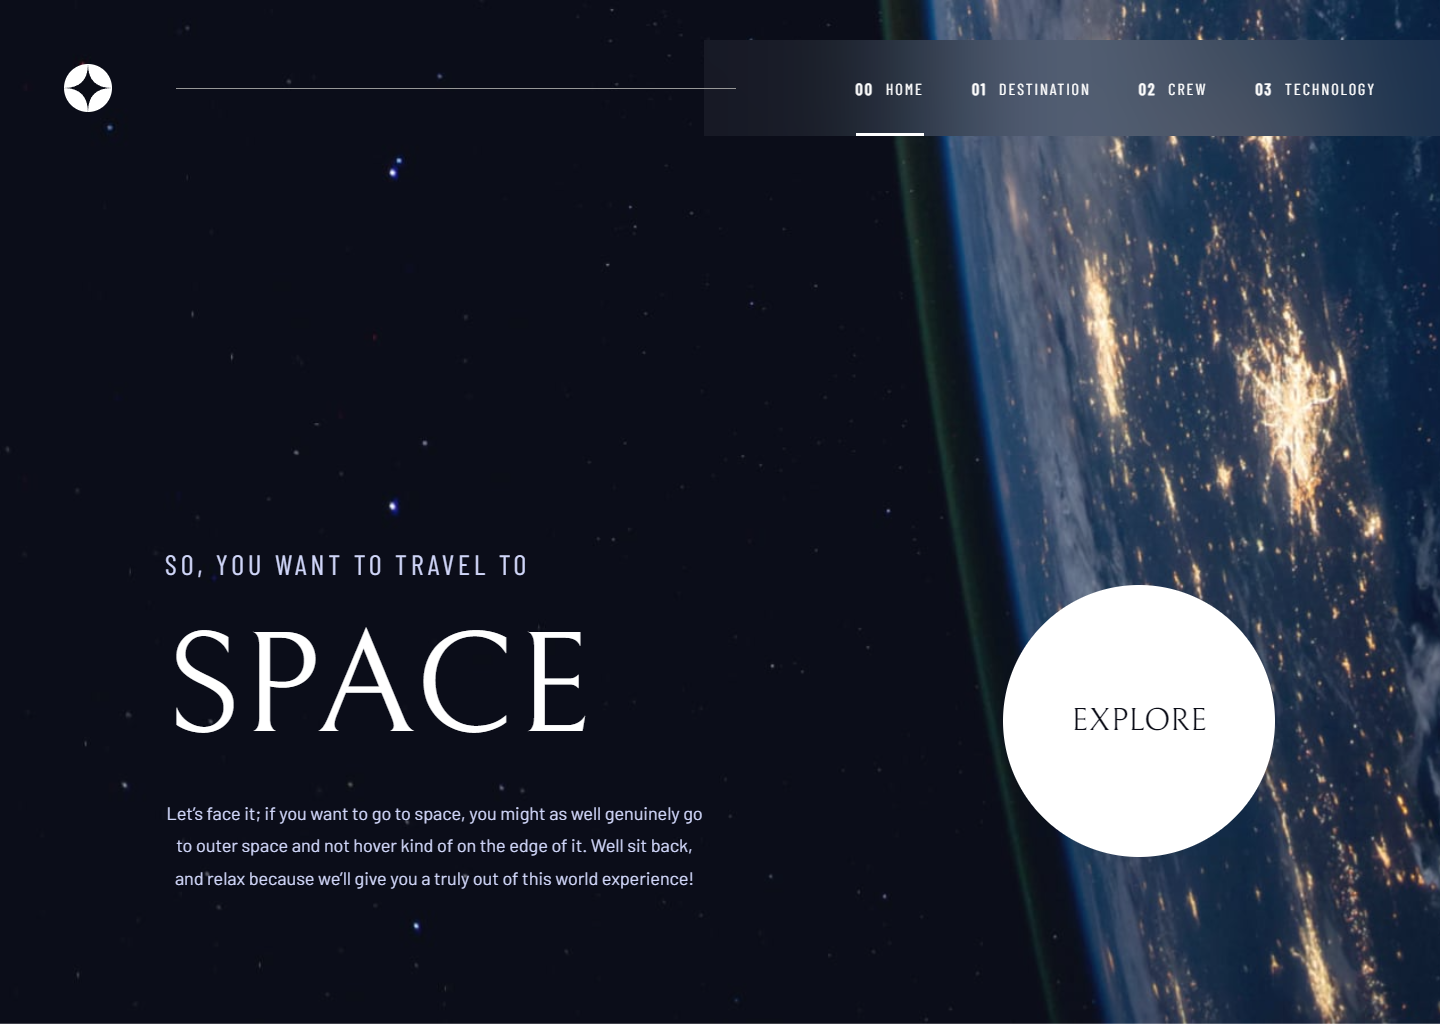 00 HOME 01 DESTINATION 02 CREW 03 TECHNOLOGY
SO, YOU WANT TO TRAVEL TO
SPACE
EXPLORE
Let’s face it; if you want to go to space, you might as well genuinely go
to outer space and not hover kind of on the edge of it. Well sit back,
and relax because we’ll give you a truly out of this world experience!